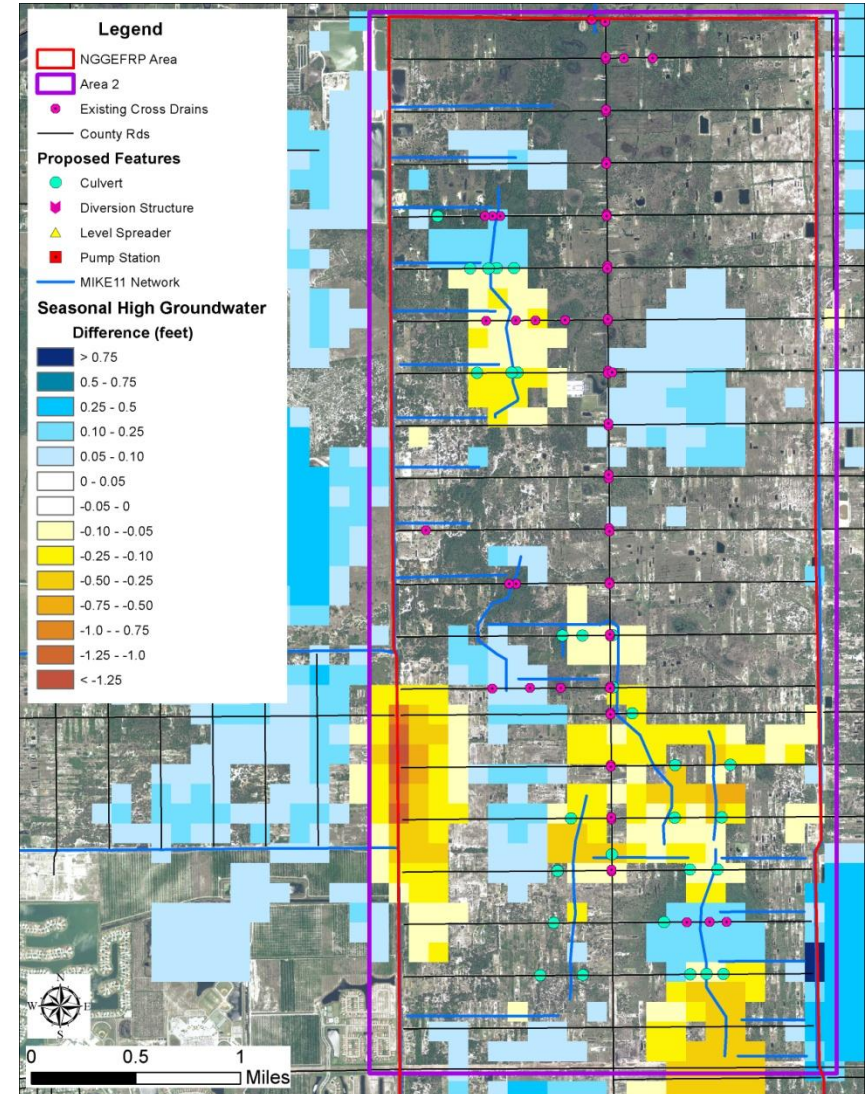 Legend
NGGEFRP Area
Area 2
Existing Cross Drains
County Rds
Proposed Features
Culvert
Diversion Structure
Level Spreader
Pump Station
MIKE11 Network
Seasonal High Groundwater
Difference (feet)
> 0.75
0.5 - 0.75
0.25 - 0.5
0.10 - 0.25
0.05 - 0.10
0 - 0.05
-0.05 - 0
-0.10 - -0.05
-0.25 - -0.10
-0.50 - -0.25
-0.75 - -0.50
-1.0 - - 0.75
-1.25 - -1.0
< -1.25
N
W E
S
0 0.5 1
Miles